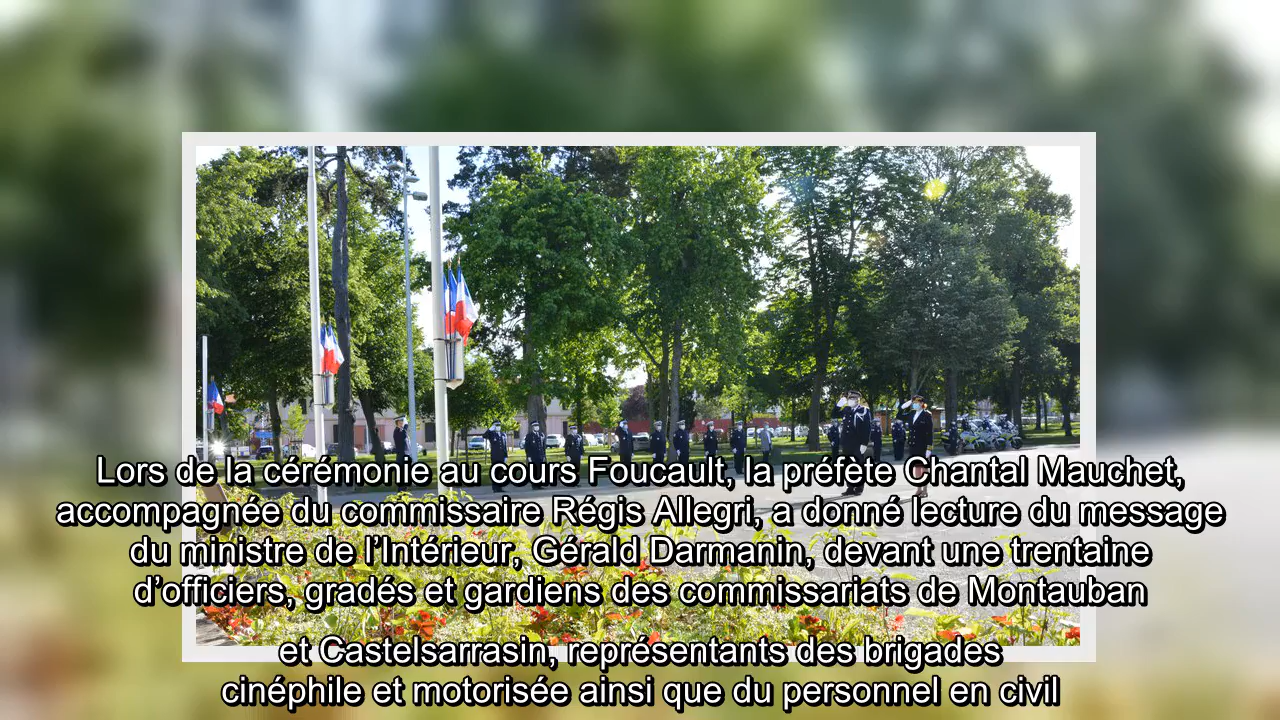 Lors de la cérémonie au cours Foucault, la préfète Chantal Mauchet,
accompagnée du commissaire Régis Allegri, a donné lecture du message
du ministre de l’Intérieur, Gérald Darmanin, devant une trentaine
d’officiers, gradés et gardiens des commissariats de Montauban
et Castelsarrasin, représentants des brigades
cinéphile et motorisée ainsi que du personnel en civil